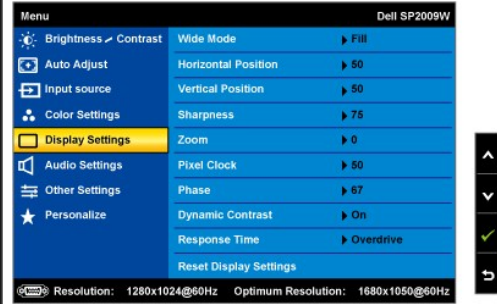 Menu Dell SP2009W
Brightness / Contrast Wide Mode Fill
Auto Adjust Horizontal Position 50
Input source Vertical Position 50
Color Settings Sharpness 75
Display Settings Zoom 0
Audio Settings Pixel Clock 50
Other Settings Phase 67
Personalize Dynamic Contrast On
Response Time Overdrive
Reset Display Settings
Resolution: 1280x1024@60Hz Optimum Resolution: 1680x1050@60Hz